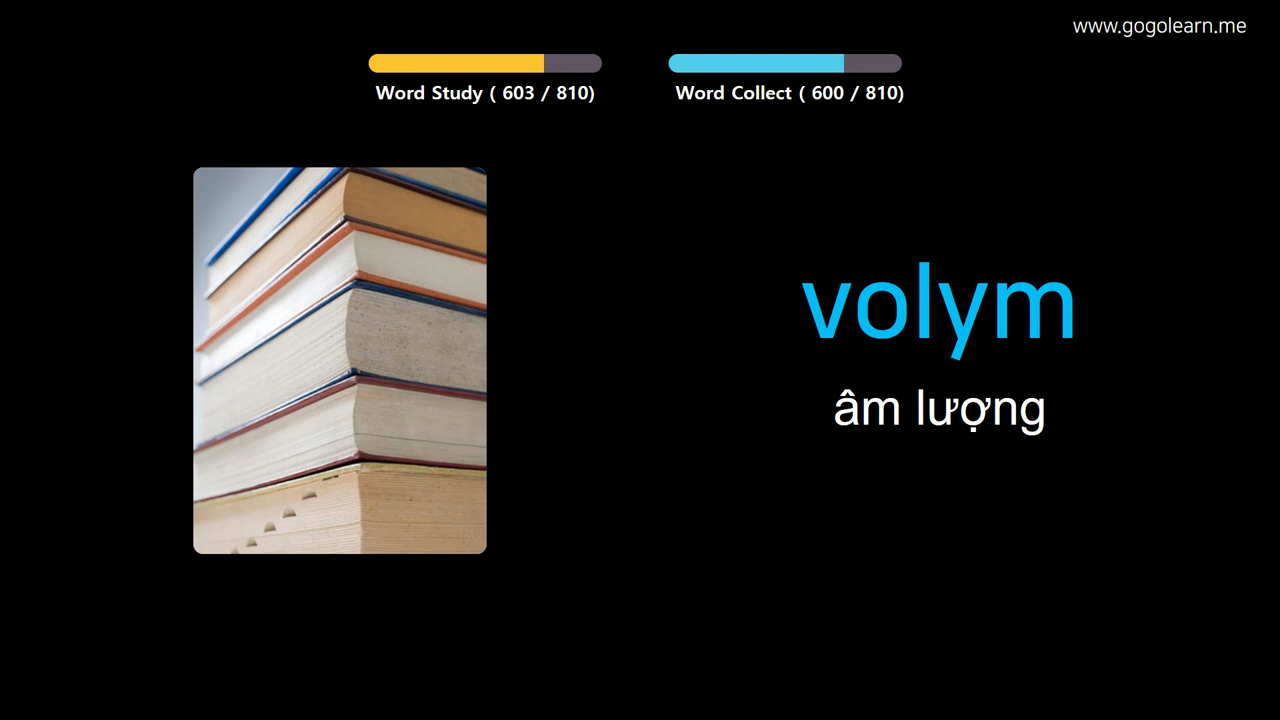 www.gogolearn.me
Word Study ( 603 / 810)
Word Collect ( 600 / 810)
volym
âm lượng